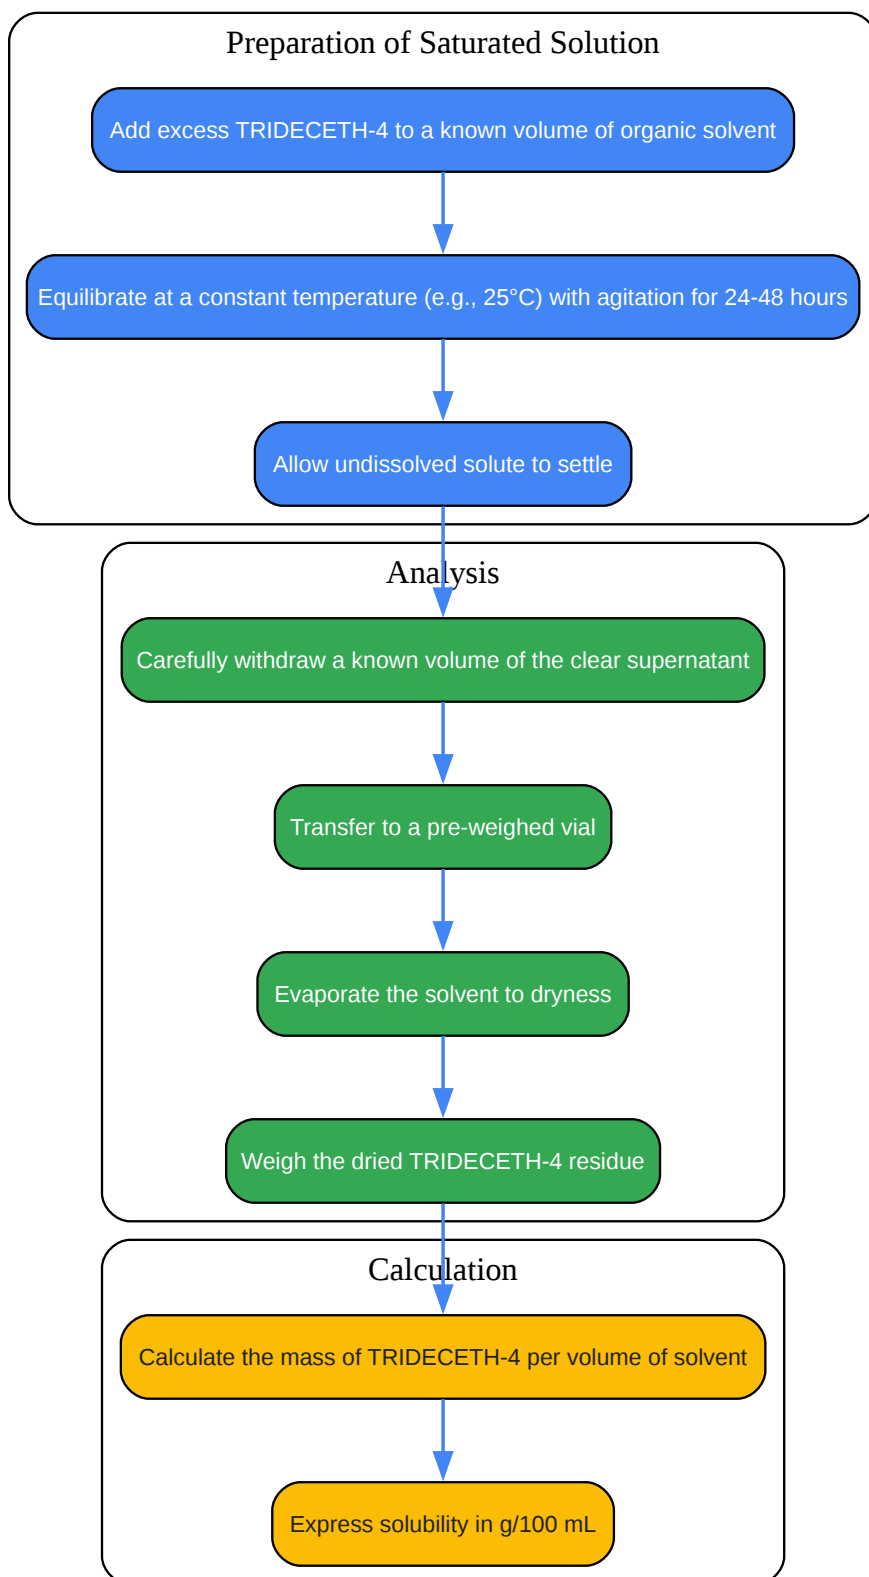 Preparation of Saturated Solution
Add excess TRIDECETH-4 to a known volume of organic solvent
Equilibrate at a constant temperature (e.g., 25°C) with agitation for 24-48 hours
Allow undissolved solute to settle
Analysis
Carefully withdraw a known volume of the clear supernatant
Transfer to a pre-weighed vial
Evaporate the solvent to dryness
Weigh the dried TRIDECETH-4 residue
Calculation
Calculate the mass of TRIDECETH-4 per volume of solvent
Express solubility in g/100 mL